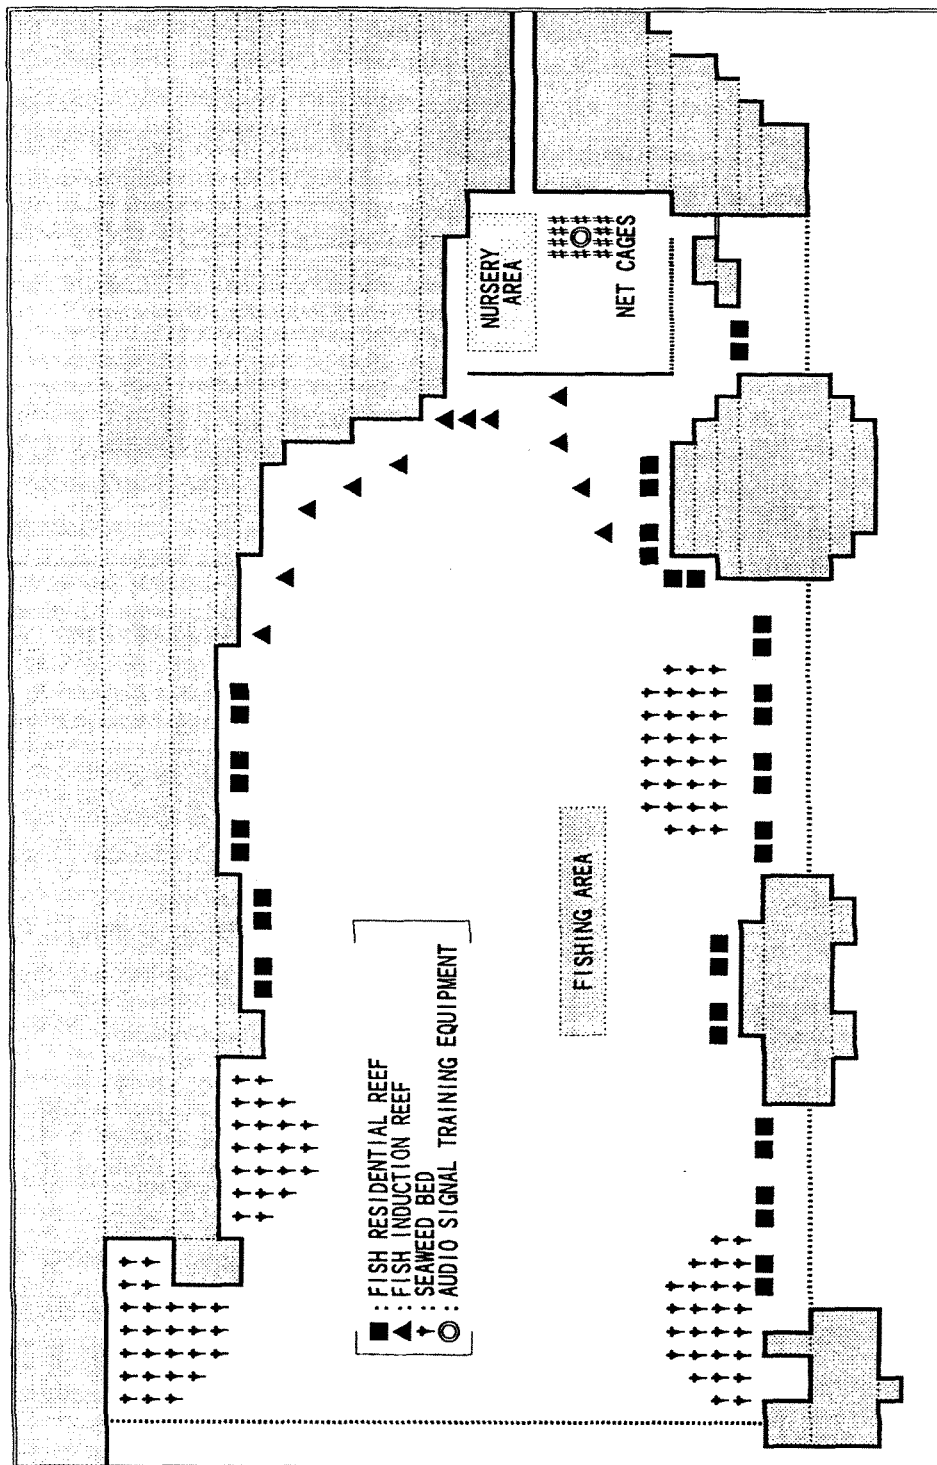 NURSERY
AREA
###
###
###
###
NET CAGES
FISHING AREA
■ : FISH RESIDENTIAL REEF
▲ : FISH INDUCTION REEF
: SEAWEED BED
◎ : AUDIO SIGNAL TRAINING EQUIPMENT